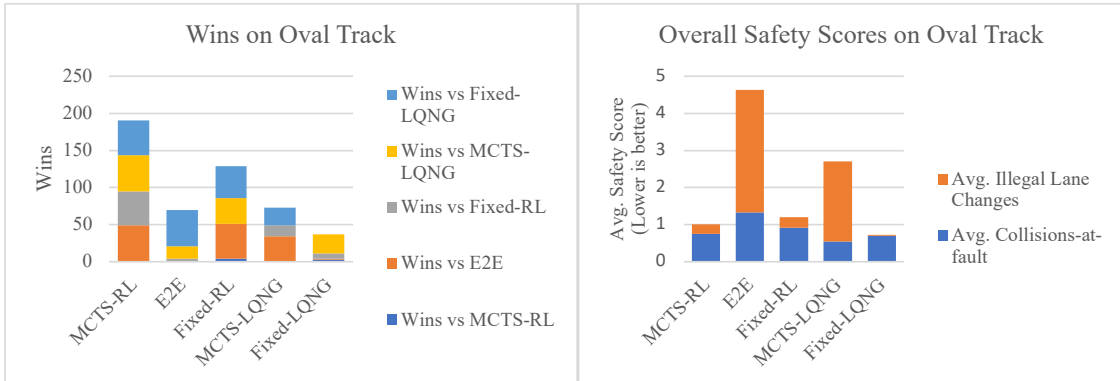 Wins on Oval Track
250
200
150
100
50
0
Wins
MCTS-RL
E2E
Fixed-RL
MCTS-LQNG
Fixed-LQNG
Wins vs Fixed-
LQNG
Wins vs MCTS-
LQNG
Wins vs Fixed-RL
Wins vs E2E
Wins vs MCTS-RL
Overall Safety Scores on Oval Track
5
4
3
2
1
0
Avg. Safety Score
(Lower is better)
MCTS-RL
E2E
Fixed-RL
MCTS-LQNG
Fixed-LQNG
Avg. Illegal Lane
Changes
Avg. Collisions-at-
fault